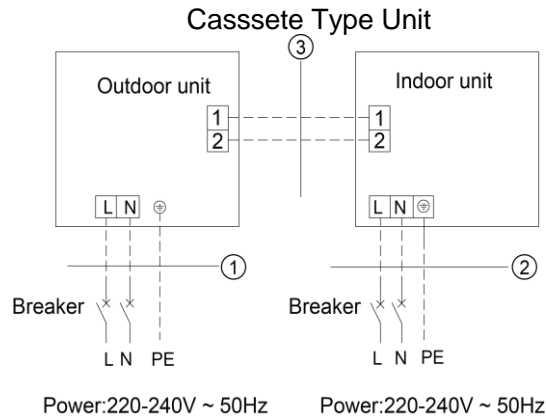 Casssete Type Unit
③
Outdoor unit
Indoor unit
1
2
1
2
L N
L N
① 
②
Breaker
Breaker
L N PE
L N PE
Power:220-240V ~ 50Hz
Power:220-240V ~ 50Hz